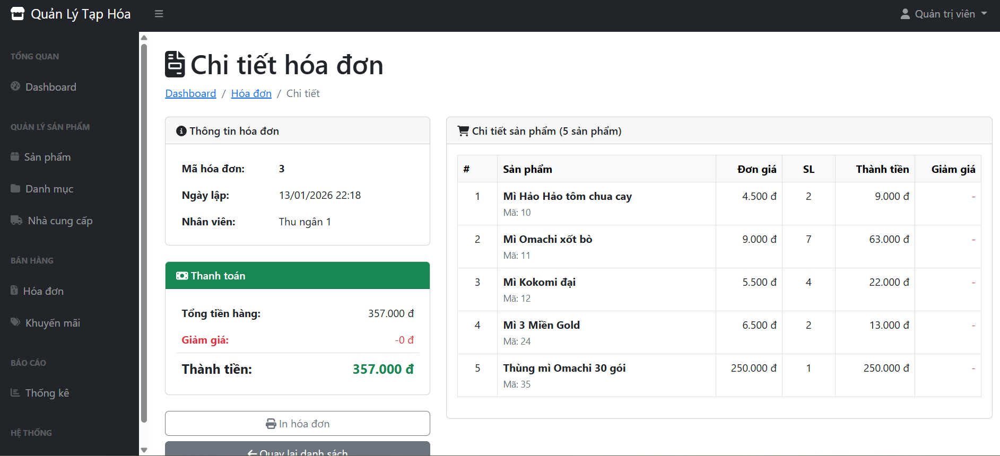 Quản Lý Tạp Hóa
Quản trị viên
TỔNG QUAN
Dashboard
QUẢN LÝ SẢN PHẨM
Sản phẩm
Danh mục
Nhà cung cấp
BÁN HÀNG
Hóa đơn
Khuyến mãi
BÁO CÁO
Thống kê
HỆ THỐNG
Chi tiết hóa đơn
Dashboard / Hóa đơn / Chi tiết
Thông tin hóa đơn
Mã hóa đơn: 3
Ngày lập: 13/01/2026 22:18
Nhân viên: Thu ngân 1
Thanh toán
Tổng tiền hàng: 357.000 đ
Giảm giá: -0 đ
Thành tiền: 357.000 đ
In hóa đơn
Quay lại danh sách
Chi tiết sản phẩm (5 sản phẩm)
# Sản phẩm Đơn giá SL Thành tiền Giảm giá
1 Mì Hảo Hảo tôm chua cay 4.500 đ 2 9.000 đ -
Mã: 10
2 Mì Omachi xốt bò 9.000 đ 7 63.000 đ -
Mã: 11
3 Mì Kokomi đại 5.500 đ 4 22.000 đ -
Mã: 12
4 Mì 3 Miền Gold 6.500 đ 2 13.000 đ -
Mã: 24
5 Thùng mì Omachi 30 gói 250.000 đ 1 250.000 đ -
Mã: 35